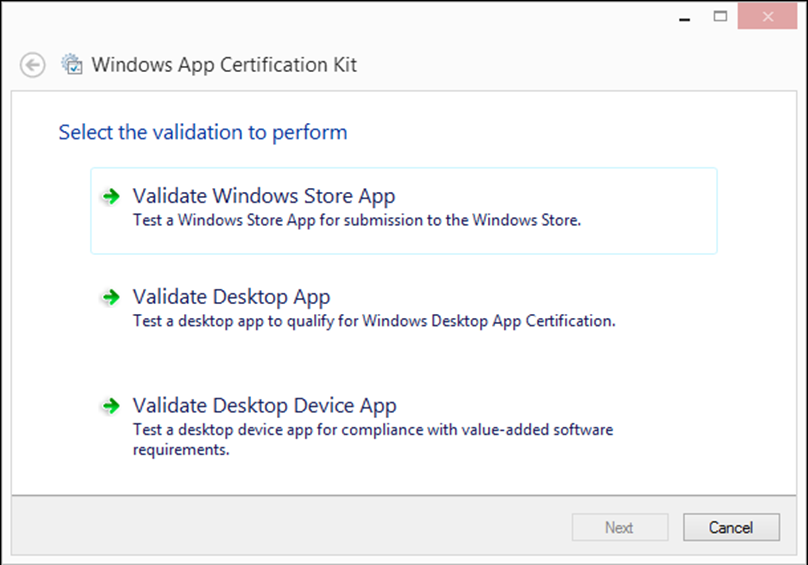 Windows App Certification Kit
Select the validation to perform
Validate Windows Store App
Test a Windows Store App for submission to the Windows Store.
Validate Desktop App
Test a desktop app to qualify for Windows Desktop App Certification.
Validate Desktop Device App
Test a desktop device app for compliance with value-added software
requirements.
Next
Cancel